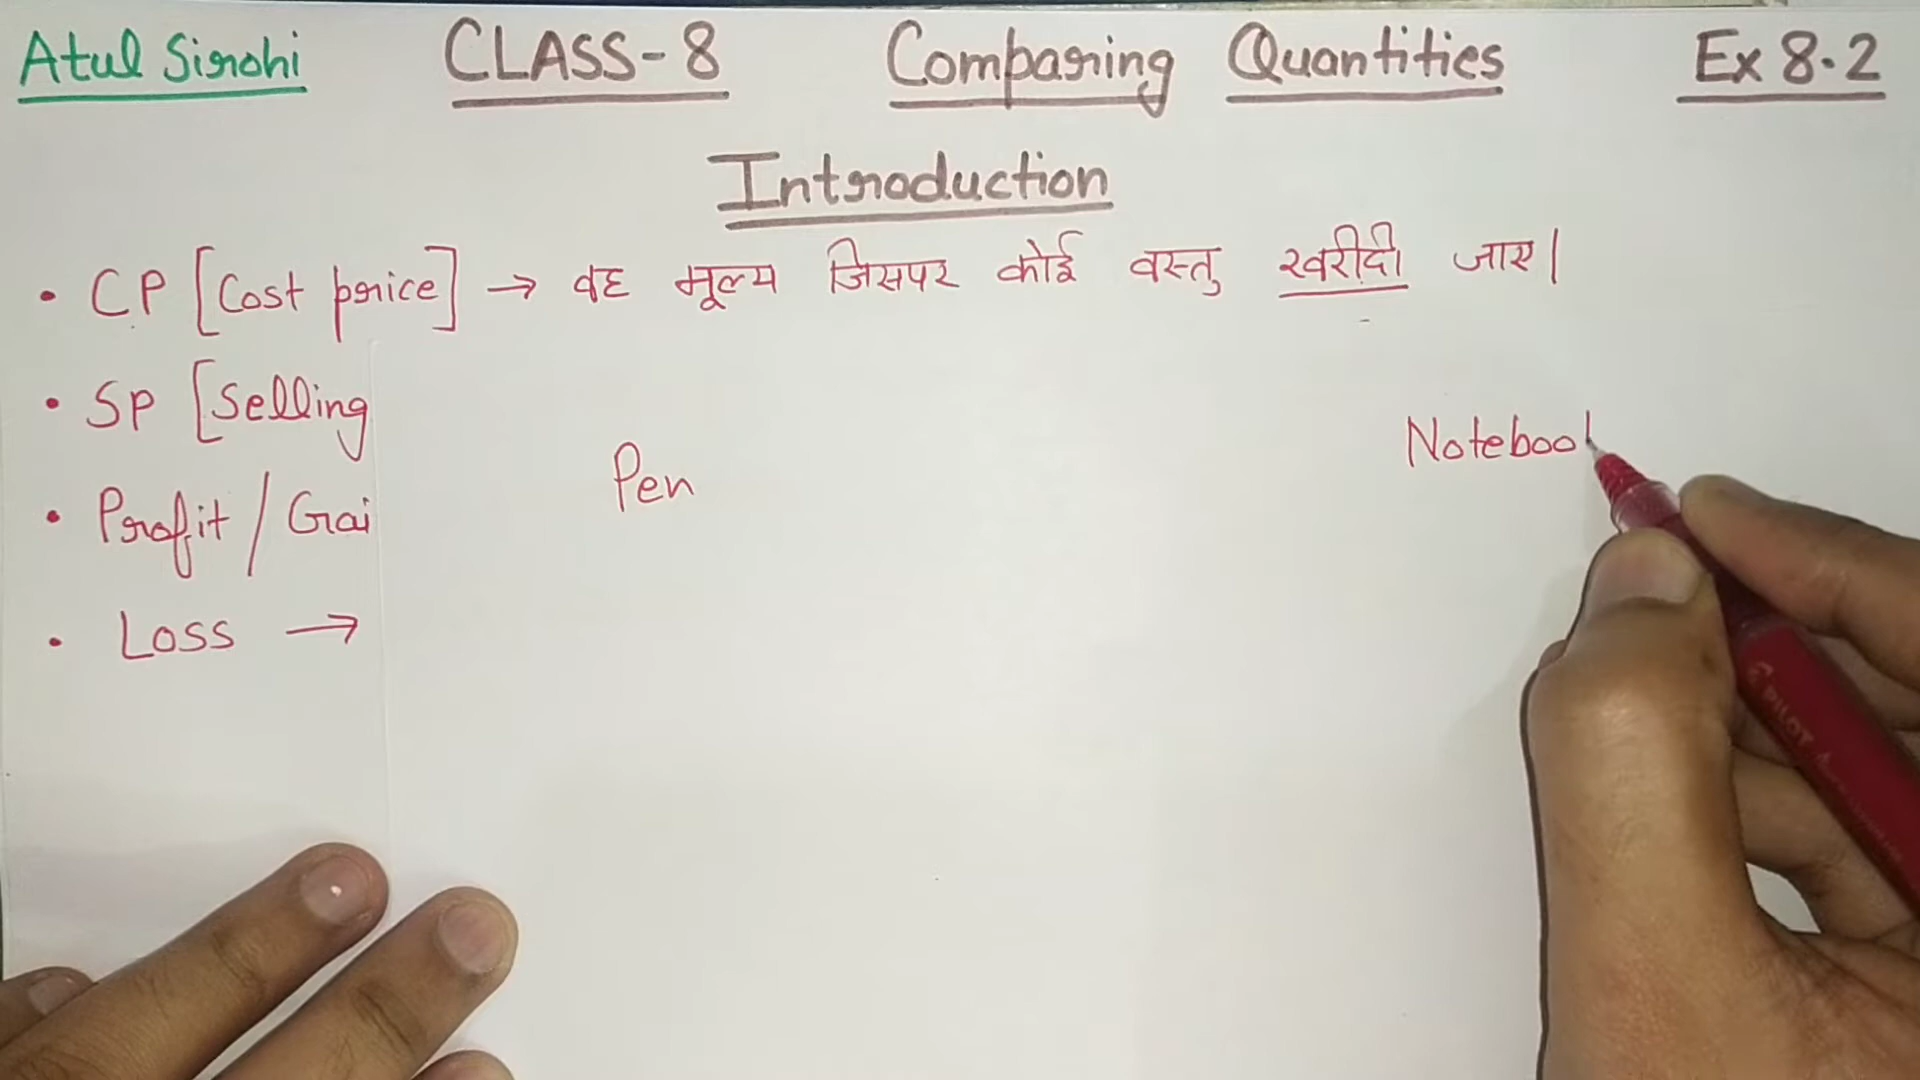 Atul Sirohi CLASS-8 Comparing Quantities Ex 8.2
Introduction
• CP [Cost price] → वह मूल्य जिसपर कोई वस्तु खरीदी जाए|
• SP [Selling
Noteboo
Pen
• Profit / Gai
• Loss →
PILOT